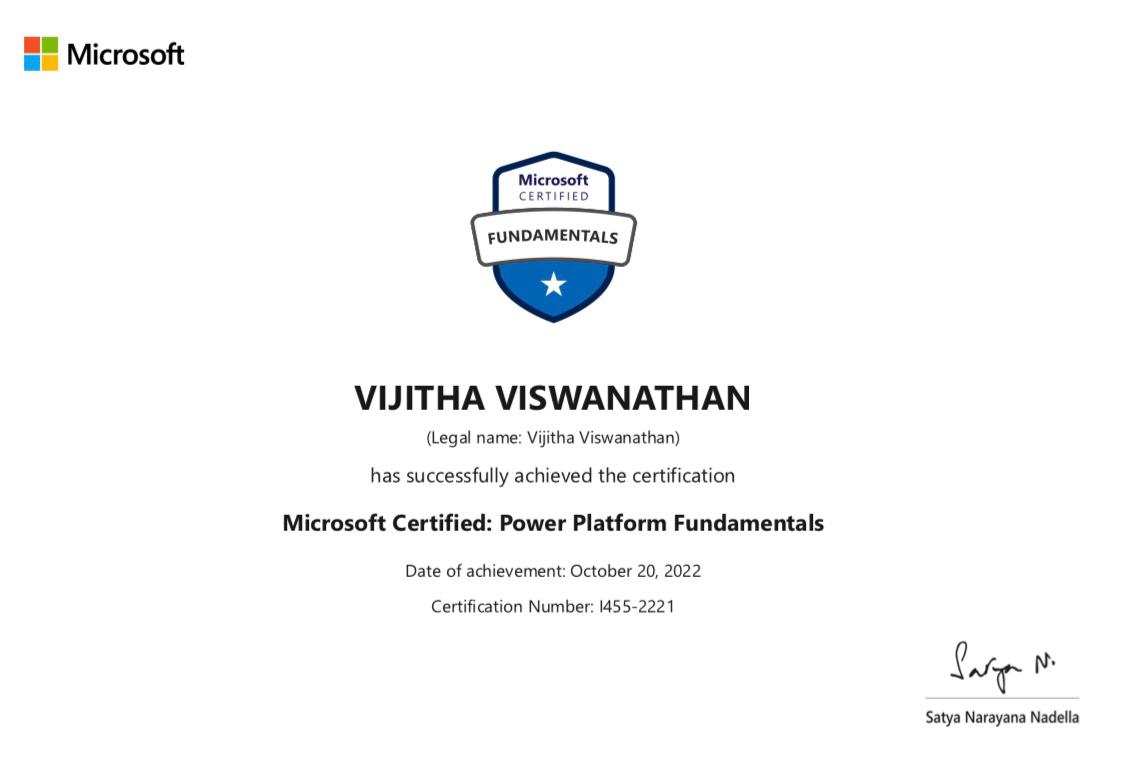 Microsoft
Microsoft
CERTIFIED
FUNDAMENTALS
VIJITHA VISWANATHAN
(Legal name: Vijitha Viswanathan)
has successfully achieved the certification
Microsoft Certified: Power Platform Fundamentals
Date of achievement: October 20, 2022
Certification Number: I455-2221
Satya N.
Satya Narayana Nadella